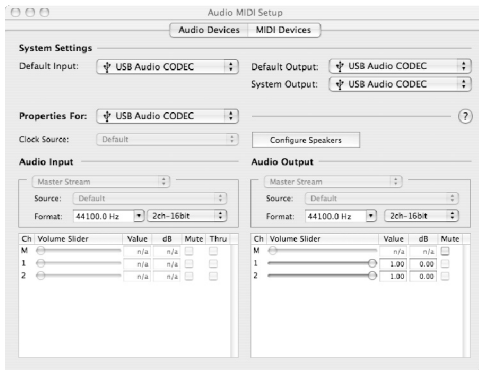 Audio MIDI Setup
Audio Devices MIDI Devices
System Settings
Default Input: USB Audio CODEC
Default Output: USB Audio CODEC
System Output: USB Audio CODEC
Properties For: USB Audio CODEC ?
Clock Source: Default
Configure Speakers
Audio Input
Master Stream
Source: Default
Format: 44100.0 Hz 2ch-16bit
Ch Volume Slider Value dB Mute Thru
M n/a n/a
1 n/a n/a
2 n/a n/a
Audio Output
Master Stream
Source: Default
Format: 44100.0 Hz 2ch-16bit
Ch Volume Slider Value dB Mute
M n/a n/a
1 1.00 0.00
2 1.00 0.00